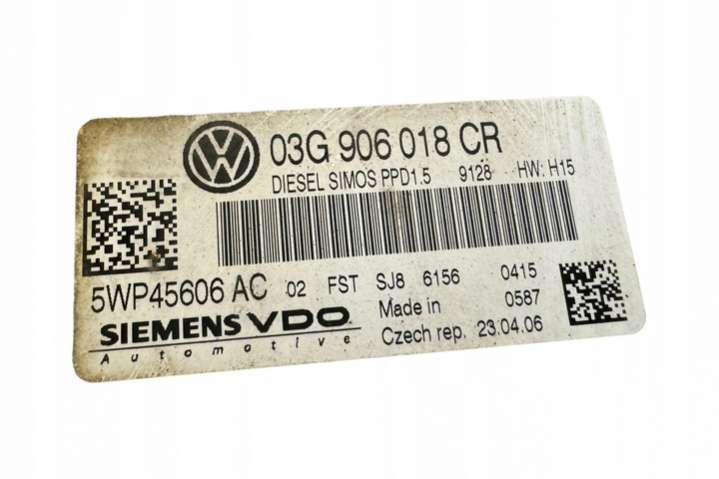 03G 906 018 CR
DIESEL SIMOS PPD1.5 9128 HW: H15
5WP45606 AC 02 FST SJ8 6156 0415
SIEMENS VDO Made in 0587
Automotive Czech rep. 23.04.06